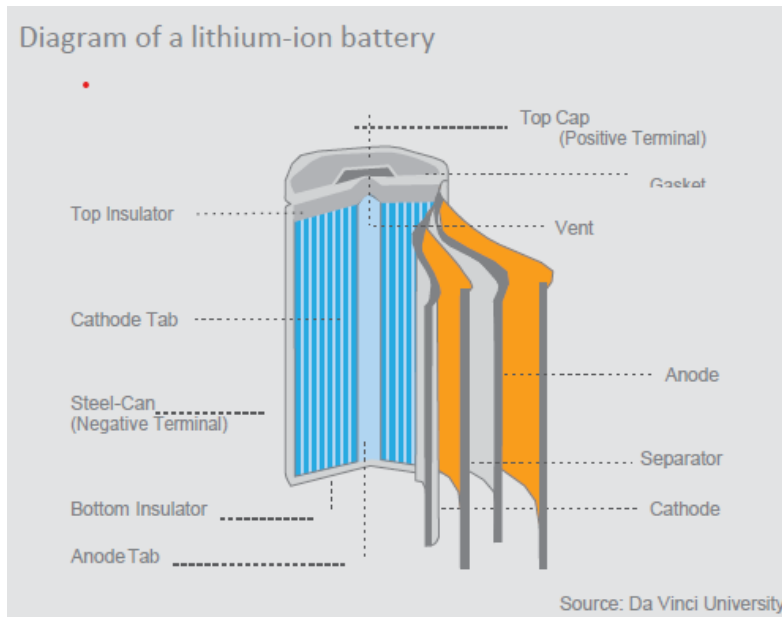 Diagram of a lithium-ion battery
Top Cap
(Positive Terminal)
Gasket
Top Insulator
Vent
Cathode Tab
Anode
Steel-Can
(Negative Terminal)
Separator
Bottom Insulator
Cathode
Anode Tab
Source: Da Vinci University